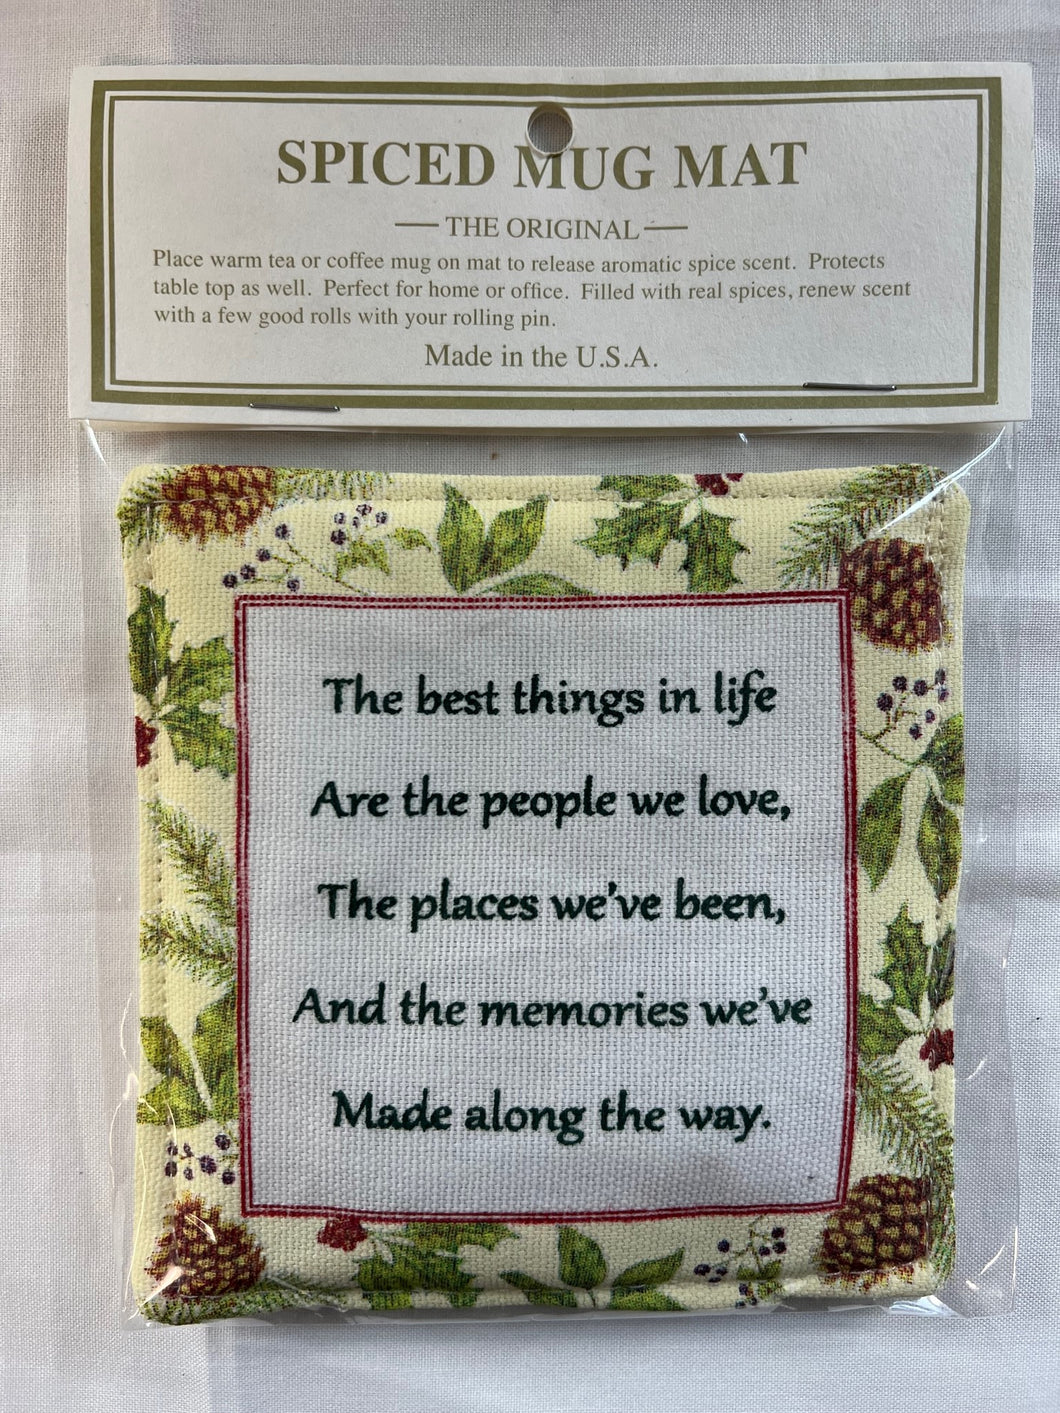 SPICED MUG MAT
THE ORIGINAL
Place warm tea or coffee mug on mat to release aromatic spice scent. Protects
table top as well. Perfect for home or office. Filled with real spices, renew scent
with a few good rolls with your rolling pin.
Made in the U.S.A.
The best things in life
Are the people we love,
The places we've been,
And the memories we've
Made along the way.